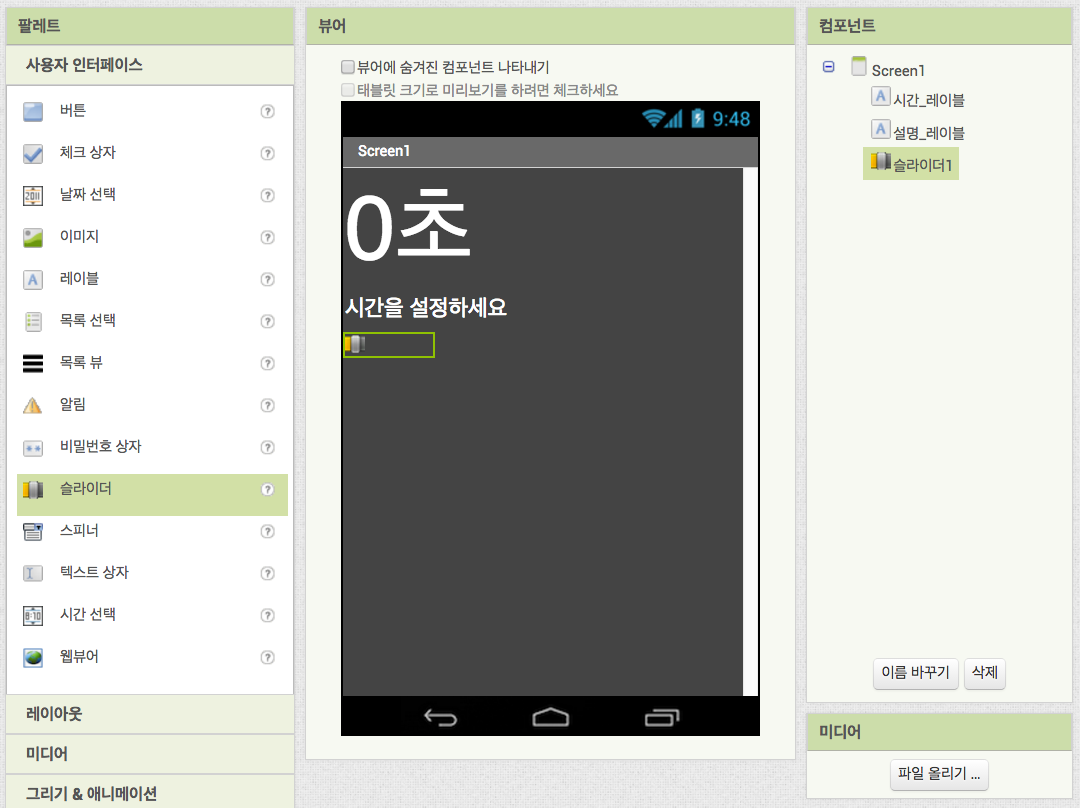 팔레트
사용자 인터페이스
버튼
체크 상자
날짜 선택
이미지
레이블
목록 선택
목록 뷰
알림
비밀번호 상자
슬라이더
스피너
텍스트 상자
시간 선택
웹뷰어
레이아웃
미디어
그리기 & 애니메이션
뷰어
뷰어에 숨겨진 컴포넌트 나타내기
태블릿 크기로 미리보기를 하려면 체크하세요
9:48
Screen1
0초
시간을 설정하세요
컴포넌트
Screen1
A 시간_레이블
A 설명_레이블
슬라이더1
이름 바꾸기 삭제
미디어
파일 올리기 ...